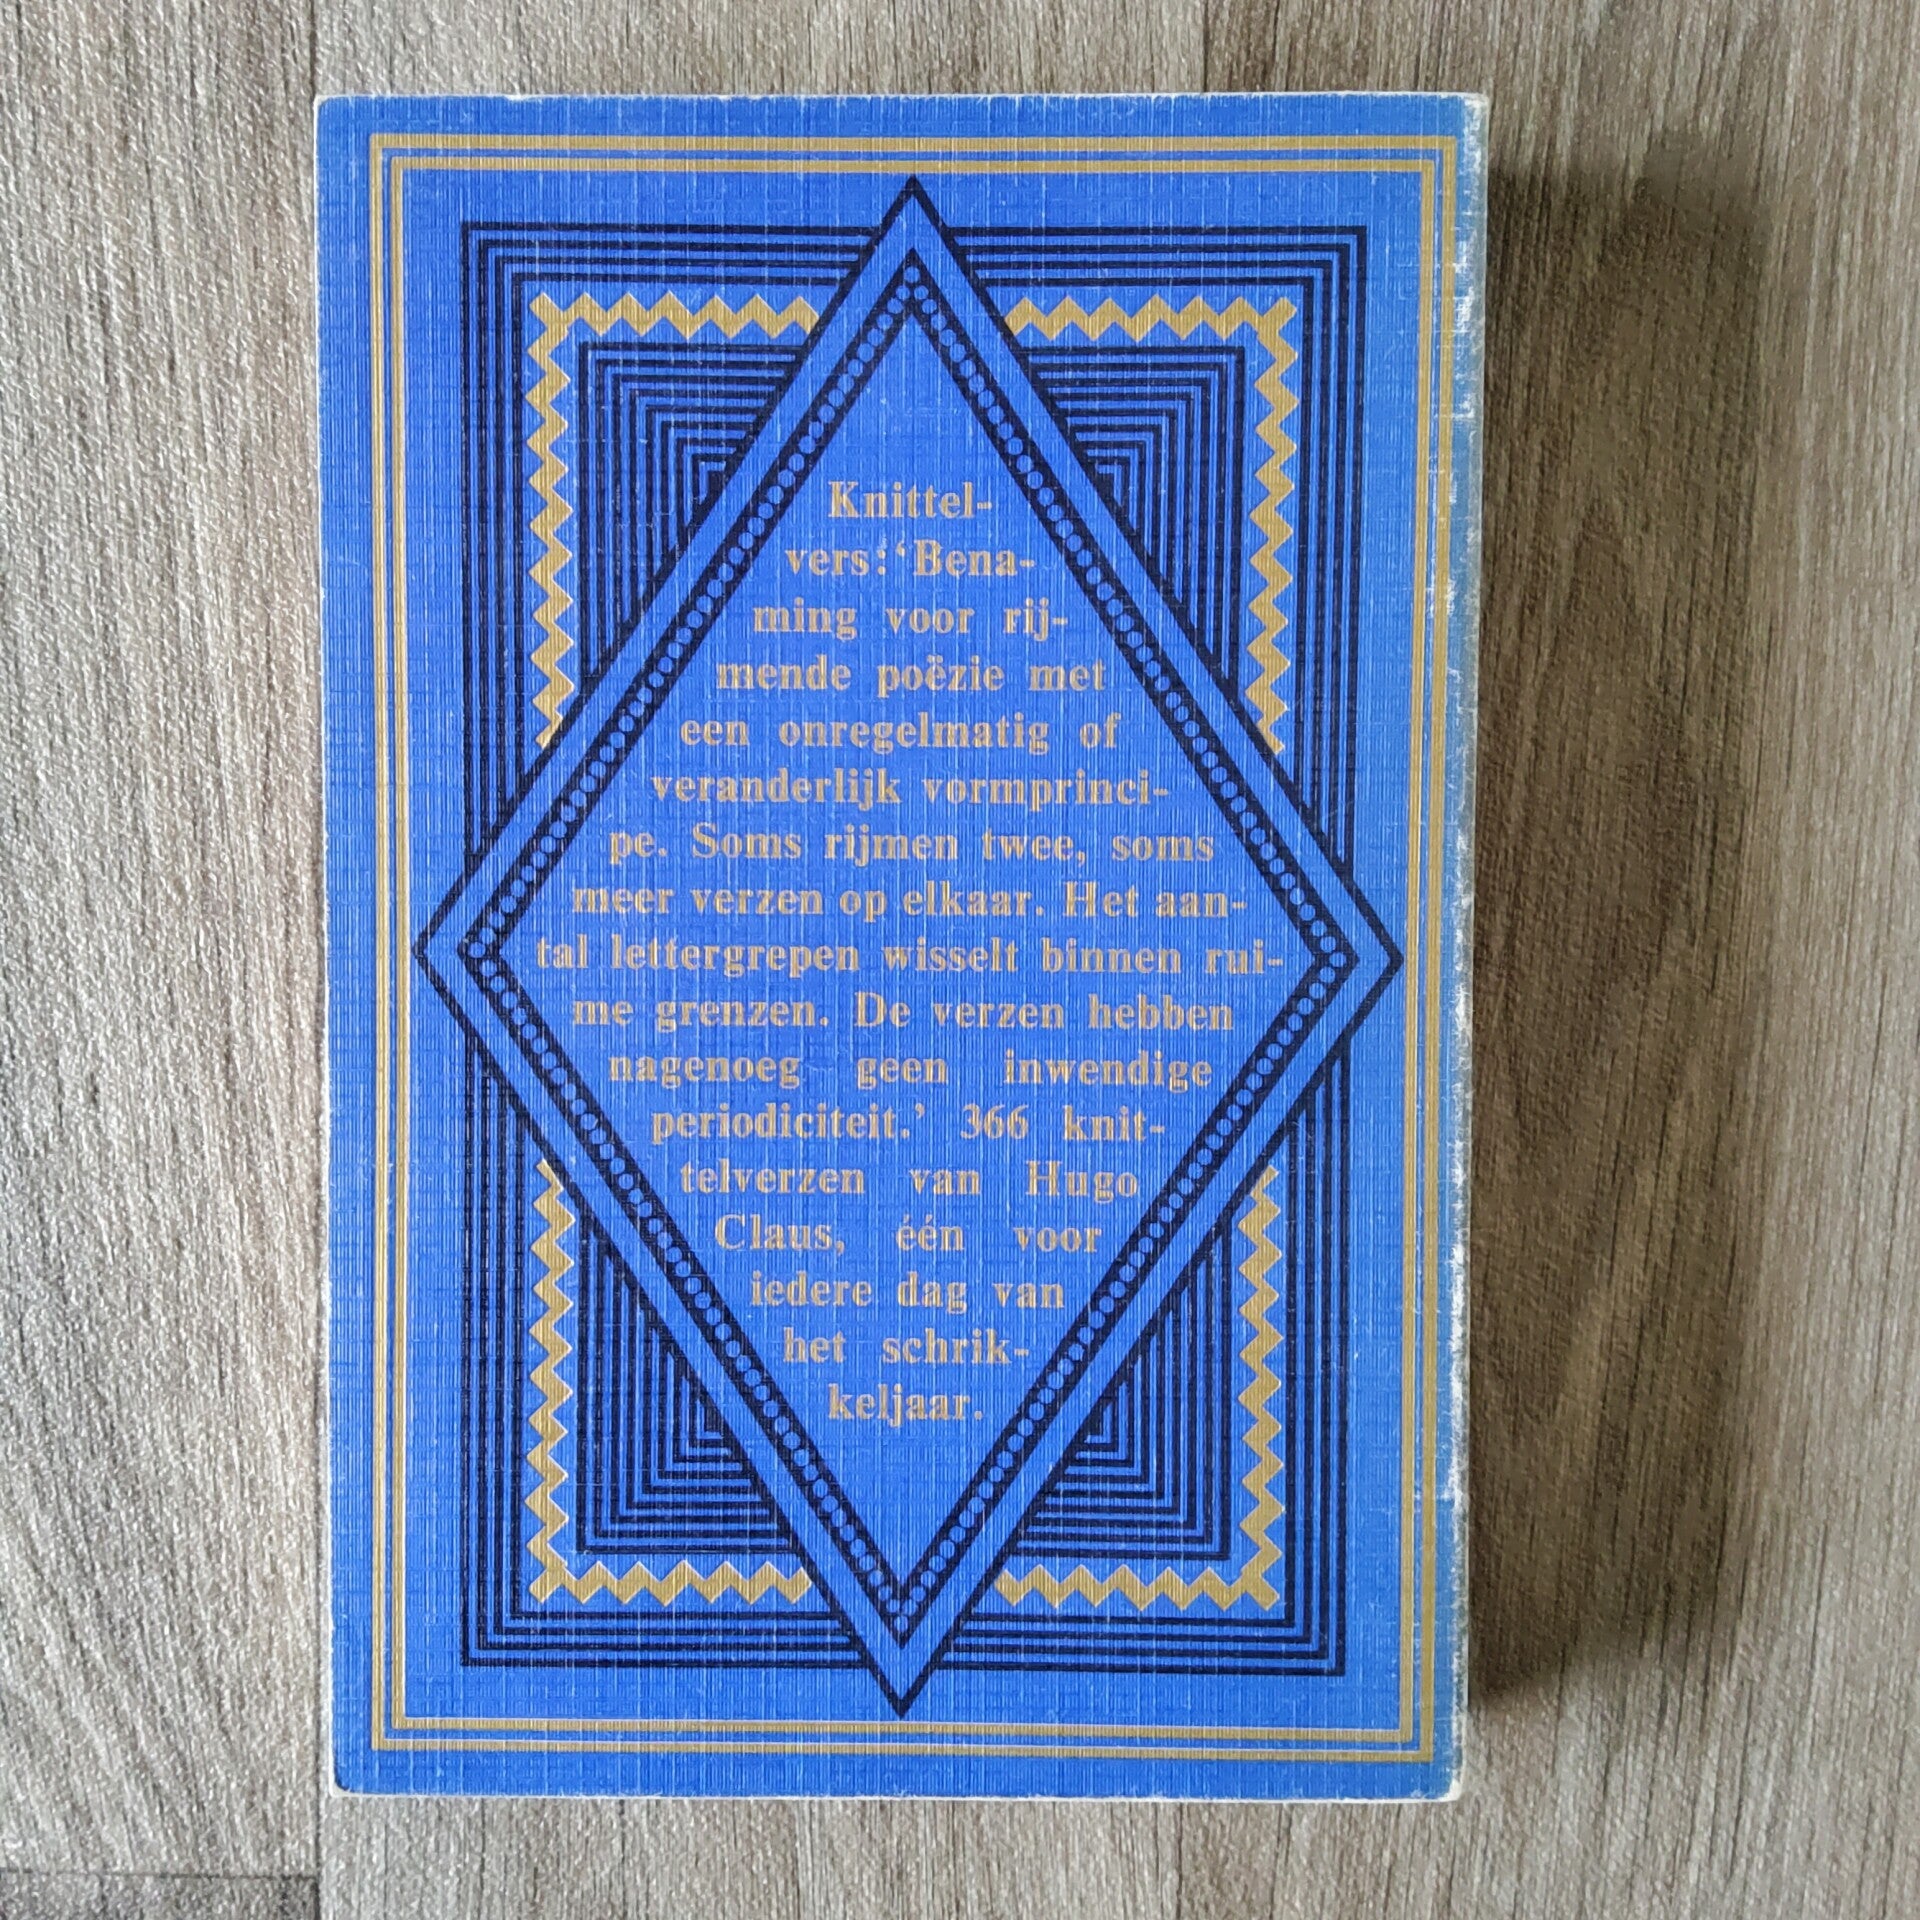 Knittel-
vers: ‘Bena-
ming voor rij-
mende poëzie met
een onregelmatig of
veranderlijk vormprinci-
pe. Soms rijmen twee, soms
meer verzen op elkaar. Het aan-
tal lettergrepen wisselt binnen rui-
me grenzen. De verzen hebben
nagenoeg geen inwendige
periodiciteit.’ 366 knit-
telverzen van Hugo
Claus, één voor
iedere dag van
het schrik-
keljaar.